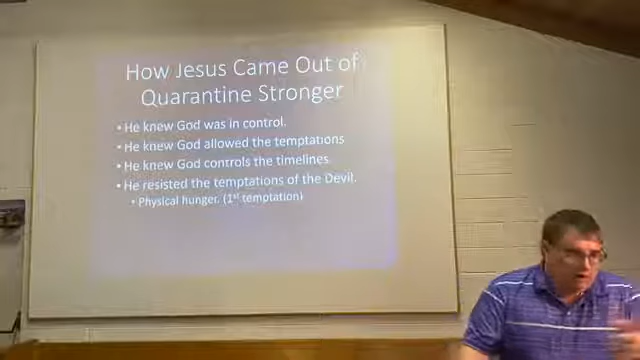 How Jesus Came Out of
Quarantine Stronger
• He knew God was in control.
• He knew God allowed the temptations
• He knew God controls the timelines.
• He resisted the temptations of the Devil.
• Physical hunger. (1st temptation)